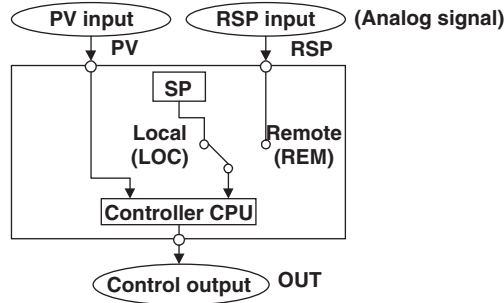 PV input
RSP input
(Analog signal)
PV
RSP
SP
Local
(LOC)
Remote
(REM)
Controller CPU
Control output
OUT